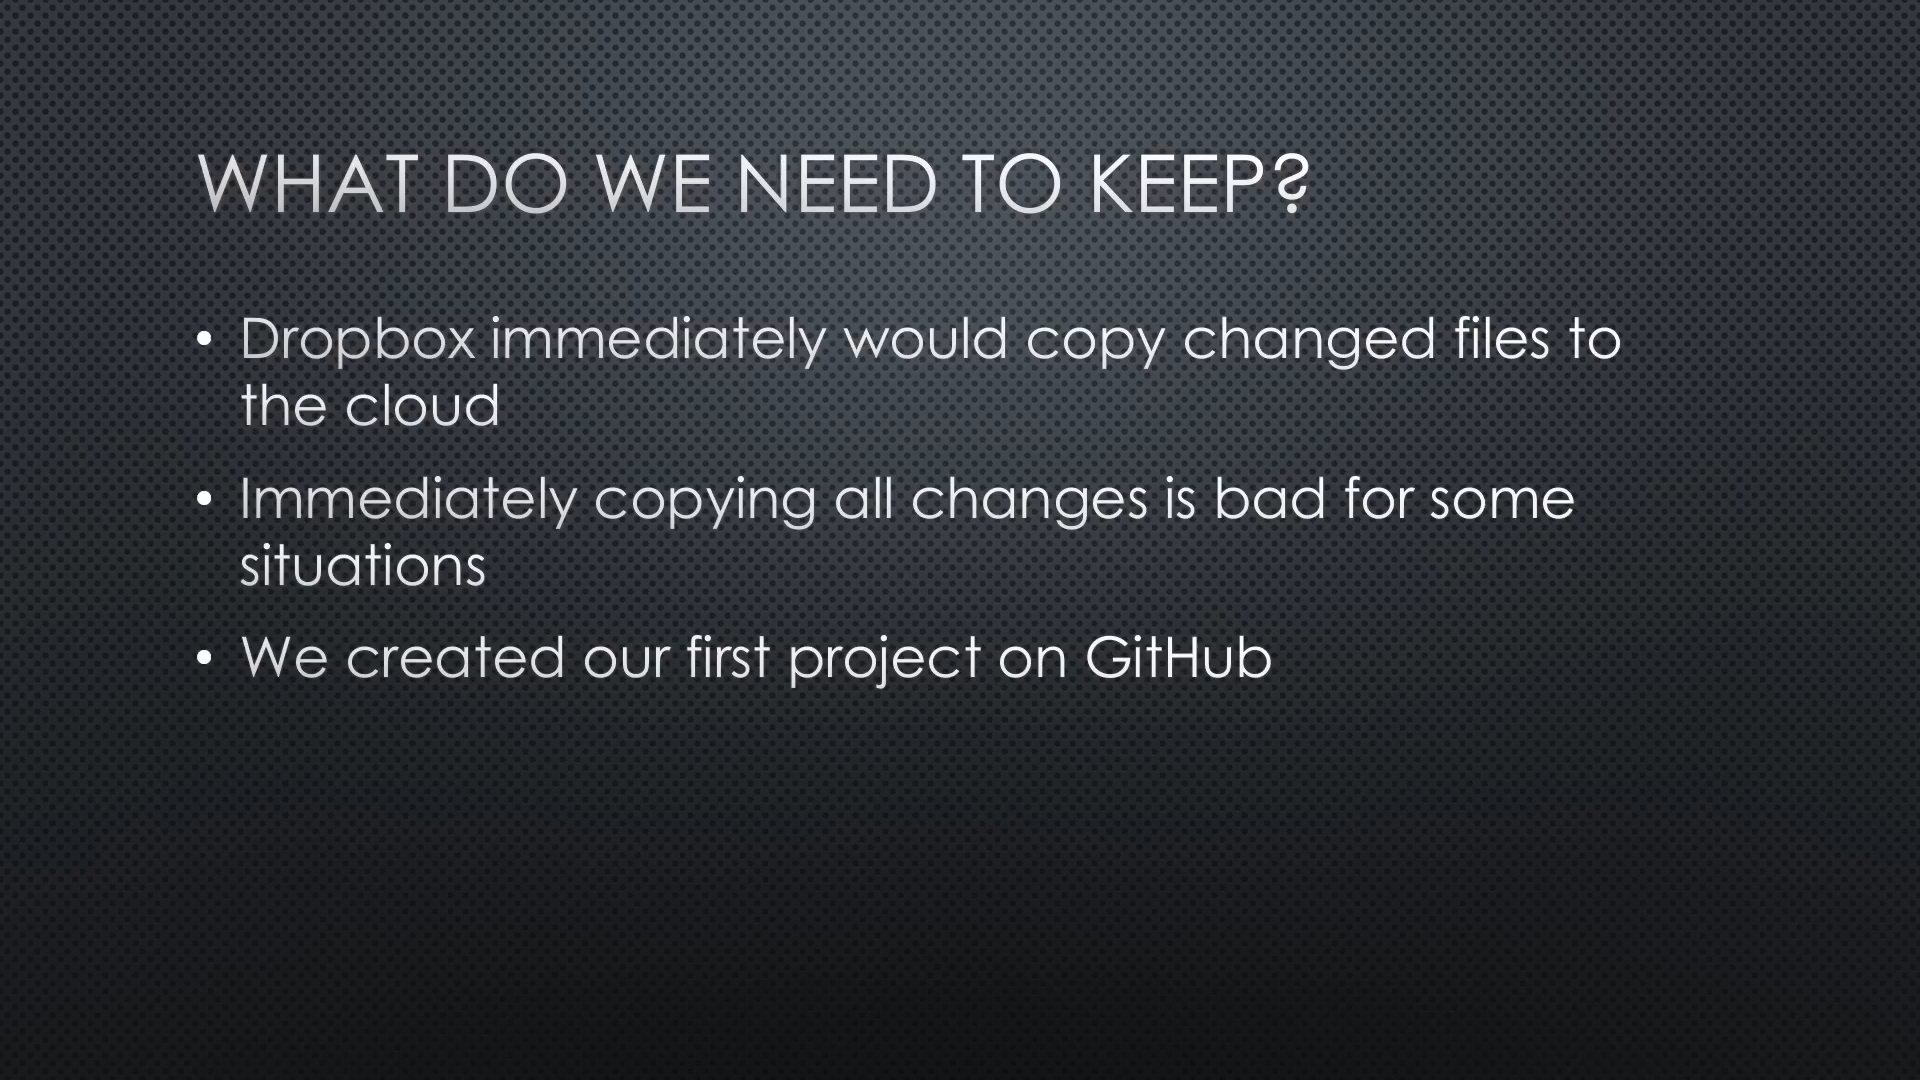 WHAT DO WE NEED TO KEEP?
• Dropbox immediately would copy changed files to
the cloud
• Immediately copying all changes is bad for some
situations
• We created our first project on GitHub